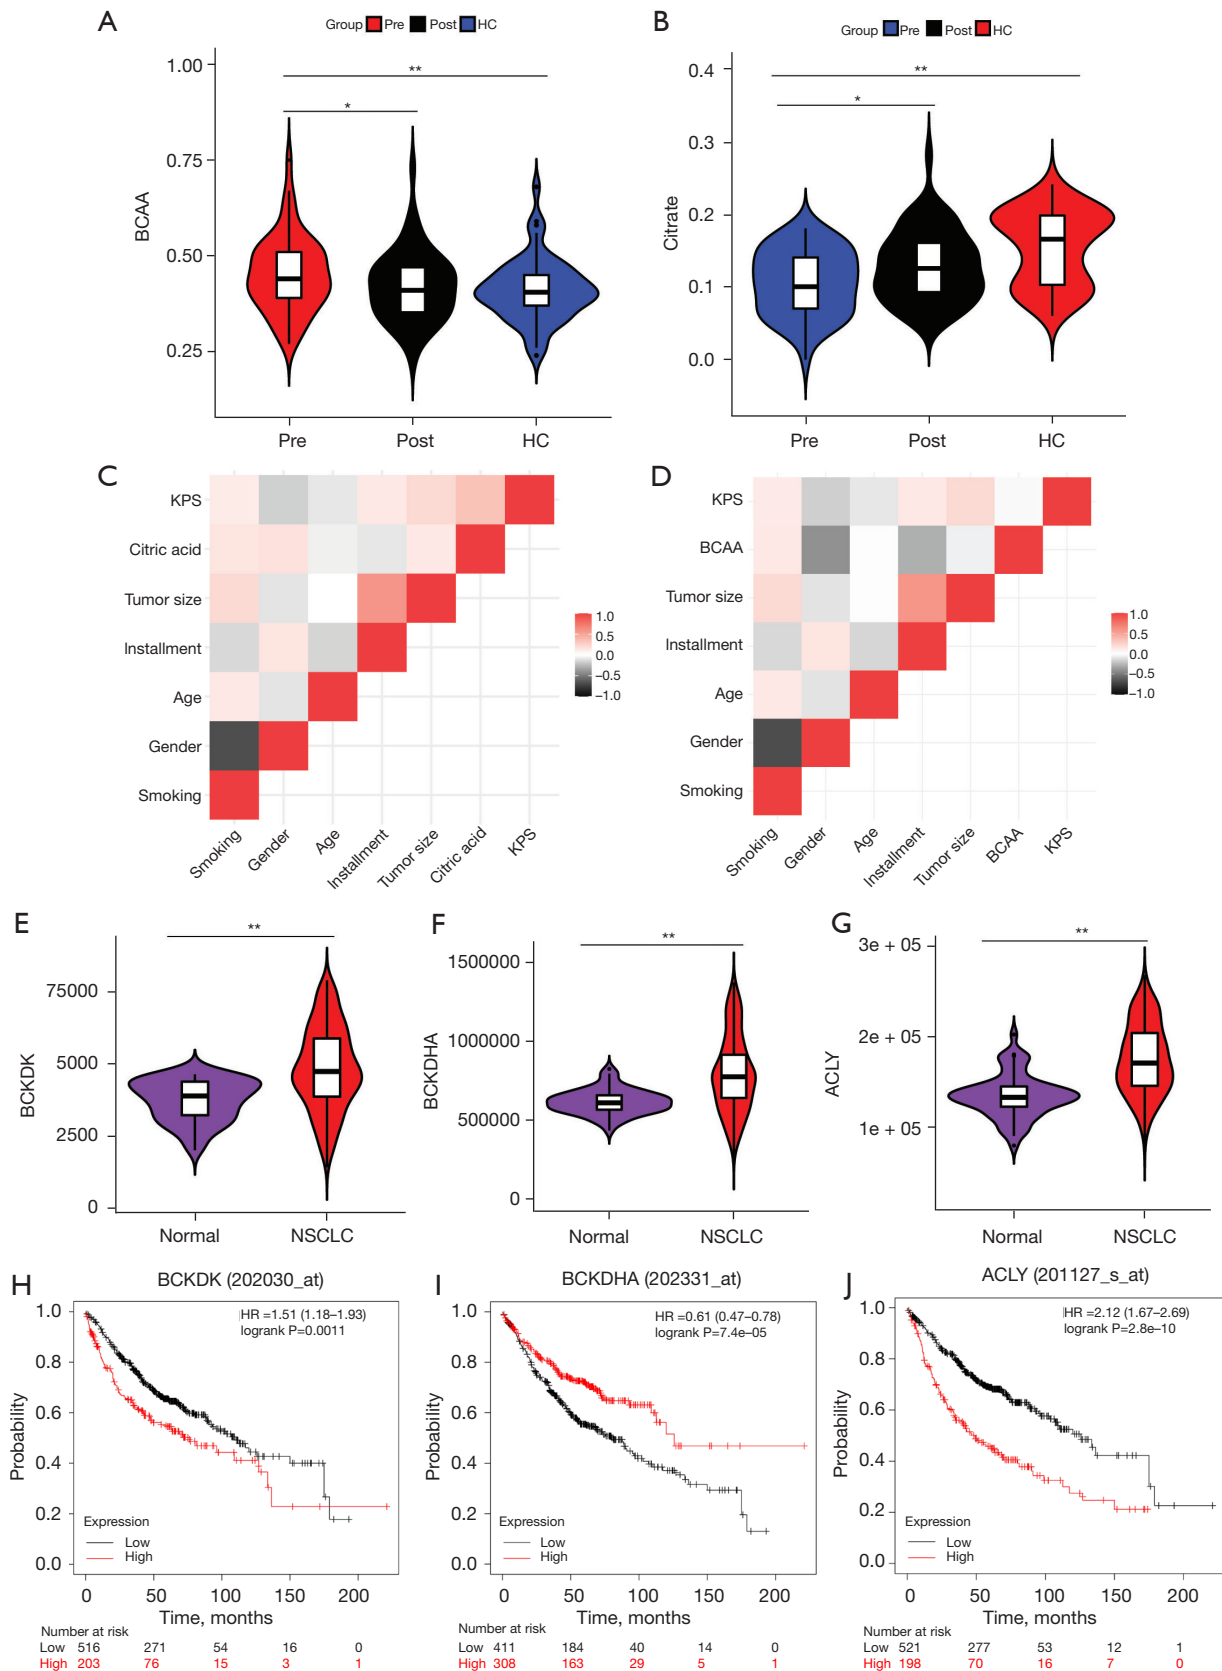 A
Group Pre Post HC
1.00
0.75
0.50
0.25
BCAA
**
*
Pre Post HC
B
Group Pre Post HC
0.4
0.3
0.2
0.1
0.0
Citrate
**
*
Pre Post HC
C
KPS
Citric acid
Tumor size
Installment
Age
Gender
Smoking
Smoking Gender Age Installment Tumor size Citric acid KPS
1.0
0.5
0.0
−0.5
−1.0
D
KPS
BCAA
Tumor size
Installment
Age
Gender
Smoking
Smoking Gender Age Installment Tumor size BCAA KPS
1.0
0.5
0.0
−0.5
−1.0
E
**
75000
5000
2500
0
BCKDK
Normal NSCLC
F
**
1500000
1000000
500000
0
BCKDHA
Normal NSCLC
G
**
3e + 05
2e + 05
1e + 05
ACLY
Normal NSCLC
H
BCKDK (202030_at)
HR =1.51 (1.18–1.93)
logrank P=0.0011
1.0
0.8
0.6
0.4
0.2
0.0
Probability
Expression
Low
High
0 50 100 150 200
Time, months
Number at risk
Low 516 271 54 16 0
High 203 76 15 3 1
I
BCKDHA (202331_at)
HR =0.61 (0.47–0.78)
logrank P=7.4e–05
1.0
0.8
0.6
0.4
0.2
0.0
Probability
Expression
Low
High
0 50 100 150 200
Time, months
Number at risk
Low 411 184 40 14 0
High 308 163 29 5 1
J
ACLY (201127_s_at)
HR =2.12 (1.67–2.69)
logrank P=2.8e–10
1.0
0.8
0.6
0.4
0.2
0.0
Probability
Expression
Low
High
0 50 100 150 200
Time, months
Number at risk
Low 521 277 53 12 1
High 198 70 16 7 0